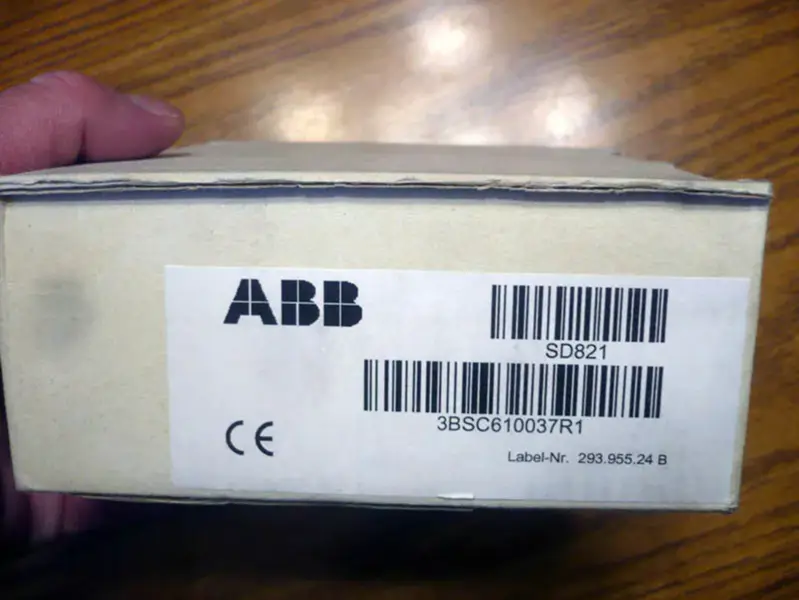 ABB
SD821
3BSC610037R1
CE
Label-Nr. 293.955.24 B